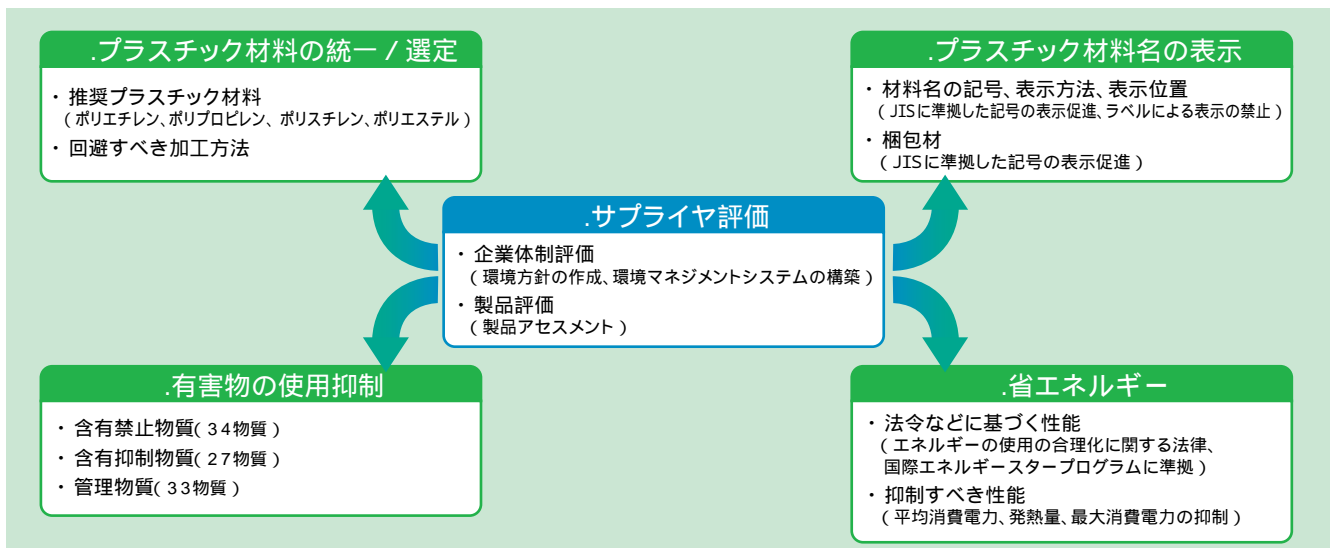 .プラスチック材料の統一/選定
・推奨プラスチック材料
(ポリエチレン、ポリプロピレン、ポリスチレン、ポリエステル)
・回避すべき加工方法
.プラスチック材料名の表示
・材料名の記号、表示方法、表示位置
(JISに準拠した記号の表示促進、ラベルによる表示の禁止)
・梱包材
(JISに準拠した記号の表示促進)
.サプライヤ評価
・企業体制評価
(環境方針の作成、環境マネジメントシステムの構築)
・製品評価
(製品アセスメント)
.有害物の使用抑制
・含有禁止物質(34物質)
・含有抑制物質(27物質)
・管理物質(33物質)
.省エネルギー
・法令などに基づく性能
(エネルギーの使用の合理化に関する法律、
国際エネルギースタープログラムに準拠)
・抑制すべき性能
(平均消費電力、発熱量、最大消費電力の抑制)